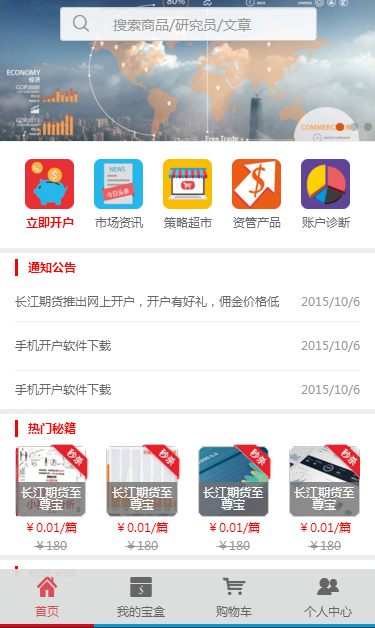 80%
搜索商品/研究员/文章
ECONOMY
经济
GDP2000
GDP2011
Free Trade
COMMERC
NEWS
今日头条
立即开户
市场资讯
策略超市
资管产品
账户诊断
通知公告
长江期货推出网上开户，开户有好礼，佣金价格低 2015/10/6
手机开户软件下载 2015/10/6
手机开户软件下载 2015/10/6
热门秘籍
秒杀 秒杀 秒杀 秒杀
长江期货至尊宝 长江期货至尊宝 长江期货至尊宝 长江期货至尊宝
￥0.01/篇 ￥0.01/篇 ￥0.01/篇 ￥0.01/篇
￥180 ￥180 ￥180 ￥180
首页 我的宝盒 购物车 个人中心